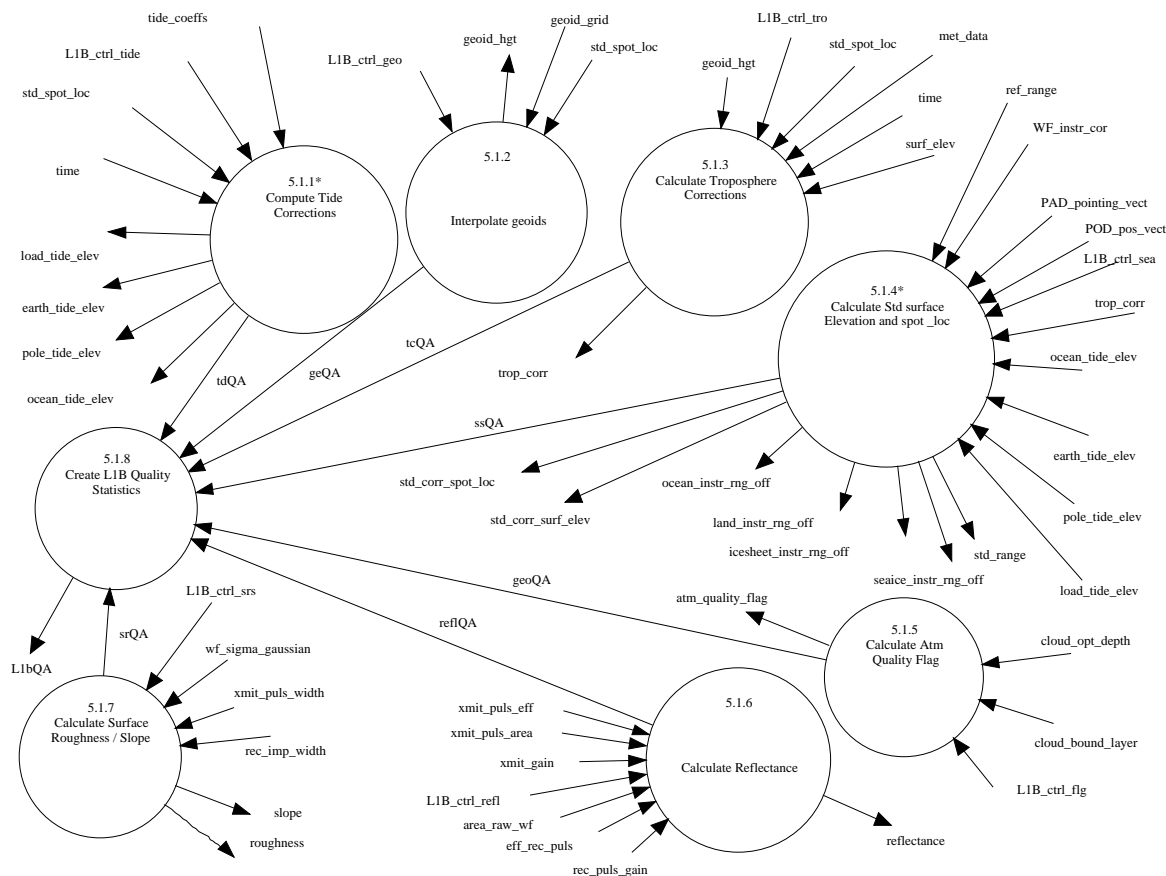 tide_coeffs
L1B_ctrl_tide
std_spot_loc
time
5.1.1*
Compute Tide
Corrections
load_tide_elev
earth_tide_elev
pole_tide_elev
ocean_tide_elev
tdQA
L1B_ctrl_geo
geoid_hgt
geoid_grid
std_spot_loc
5.1.2
Interpolate geoids
geQA
L1B_ctrl_tro
geoid_hgt
std_spot_loc
met_data
time
surf_elev
5.1.3
Calculate Troposphere
Corrections
tcQA
trop_corr
ref_range
WF_instr_cor
PAD_pointing_vect
POD_pos_vect
L1B_ctrl_sea
trop_corr
ocean_tide_elev
earth_tide_elev
pole_tide_elev
load_tide_elev
5.1.4*
Calculate Std surface
Elevation and spot _loc
ssQA
std_corr_spot_loc
std_corr_surf_elev
ocean_instr_rng_off
land_instr_rng_off
icesheet_instr_rng_off
seaice_instr_rng_off
std_range
5.1.8
Create L1B Quality
Statistics
L1bQA
srQA
geoQA
reflQA
atm_quality_flag
5.1.5
Calculate Atm
Quality Flag
cloud_opt_depth
cloud_bound_layer
L1B_ctrl_flg
L1B_ctrl_srs
wf_sigma_gaussian
xmit_puls_width
rec_imp_width
5.1.7
Calculate Surface
Roughness / Slope
slope
roughness
xmit_puls_eff
xmit_puls_area
xmit_gain
L1B_ctrl_refl
area_raw_wf
eff_rec_puls
rec_puls_gain
5.1.6
Calculate Reflectance
reflectance